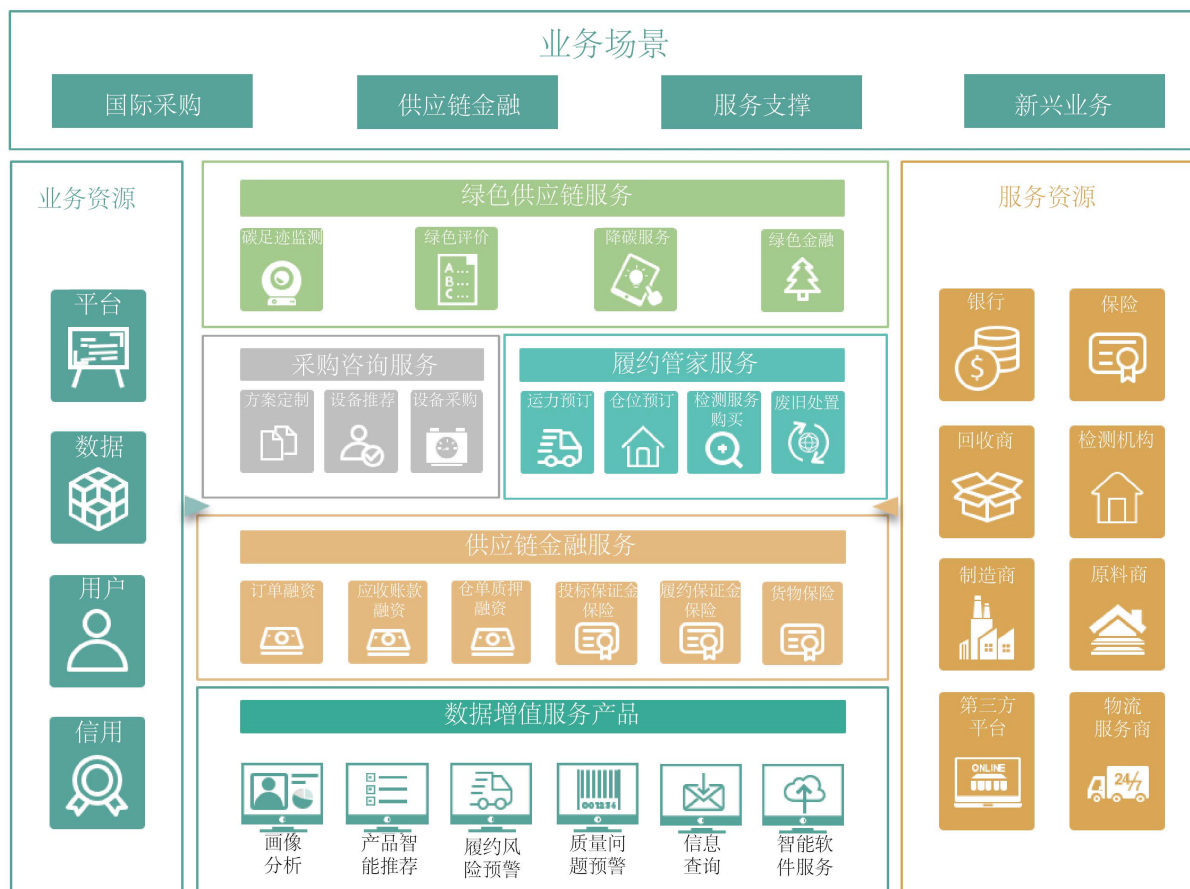 业务场景
国际采购
供应链金融
服务支撑
新兴业务
业务资源
平台
数据
用户
信用
绿色供应链服务
碳足迹监测
绿色评价
A...
B...
C...
降碳服务
绿色金融
采购咨询服务
方案定制
设备推荐
设备采购
履约管家服务
运力预订
仓位预订
检测服务
购买
废旧处置
供应链金融服务
订单融资
应收账款
融资
仓单质押
融资
投标保证金
保险
履约保证金
保险
货物保险
数据增值服务产品
画像
分析
产品智
能推荐
履约风
险预警
001234
质量问
题预警
信息
查询
智能软
件服务
服务资源
银行
$
保险
回收商
检测机构
制造商
原料商
第三方
平台
ONLINE
物流
服务商
24/7